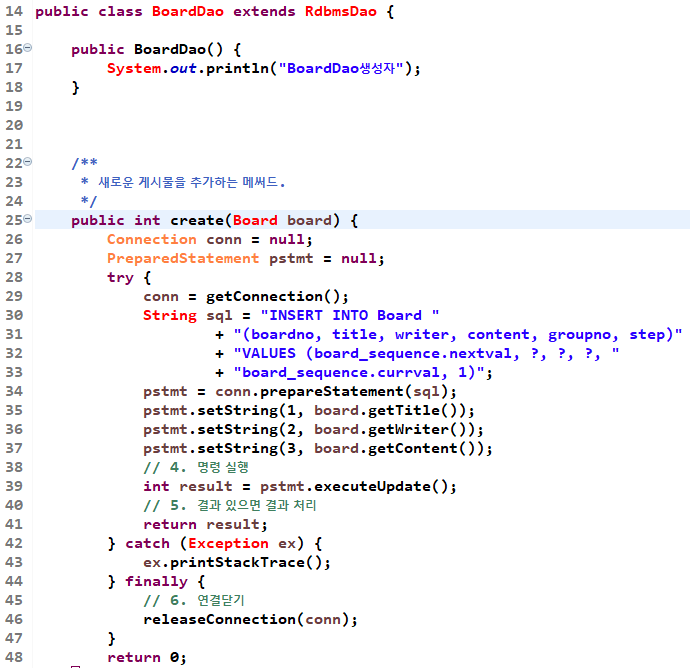 14 public class BoardDao extends RdbmsDao {
15
16 public BoardDao() {
17 System.out.println("BoardDao생성자");
18 }
19
20
21
22 /**
23 * 새로운 게시물을 추가하는 메써드.
24 */
25 public int create(Board board) {
26 Connection conn = null;
27 PreparedStatement pstmt = null;
28 try {
29 conn = getConnection();
30 String sql = "INSERT INTO Board "
31 + "(boardno, title, writer, content, groupno, step)"
32 + "VALUES (board_sequence.nextval, ?, ?, ?, "
33 + "board_sequence.currval, 1)";
34 pstmt = conn.prepareStatement(sql);
35 pstmt.setString(1, board.getTitle());
36 pstmt.setString(2, board.getWriter());
37 pstmt.setString(3, board.getContent());
38 // 4. 명령 실행
39 int result = pstmt.executeUpdate();
40 // 5. 결과 있으면 결과 처리
41 return result;
42 } catch (Exception ex) {
43 ex.printStackTrace();
44 } finally {
45 // 6. 연결닫기
46 releaseConnection(conn);
47 }
48 return 0;